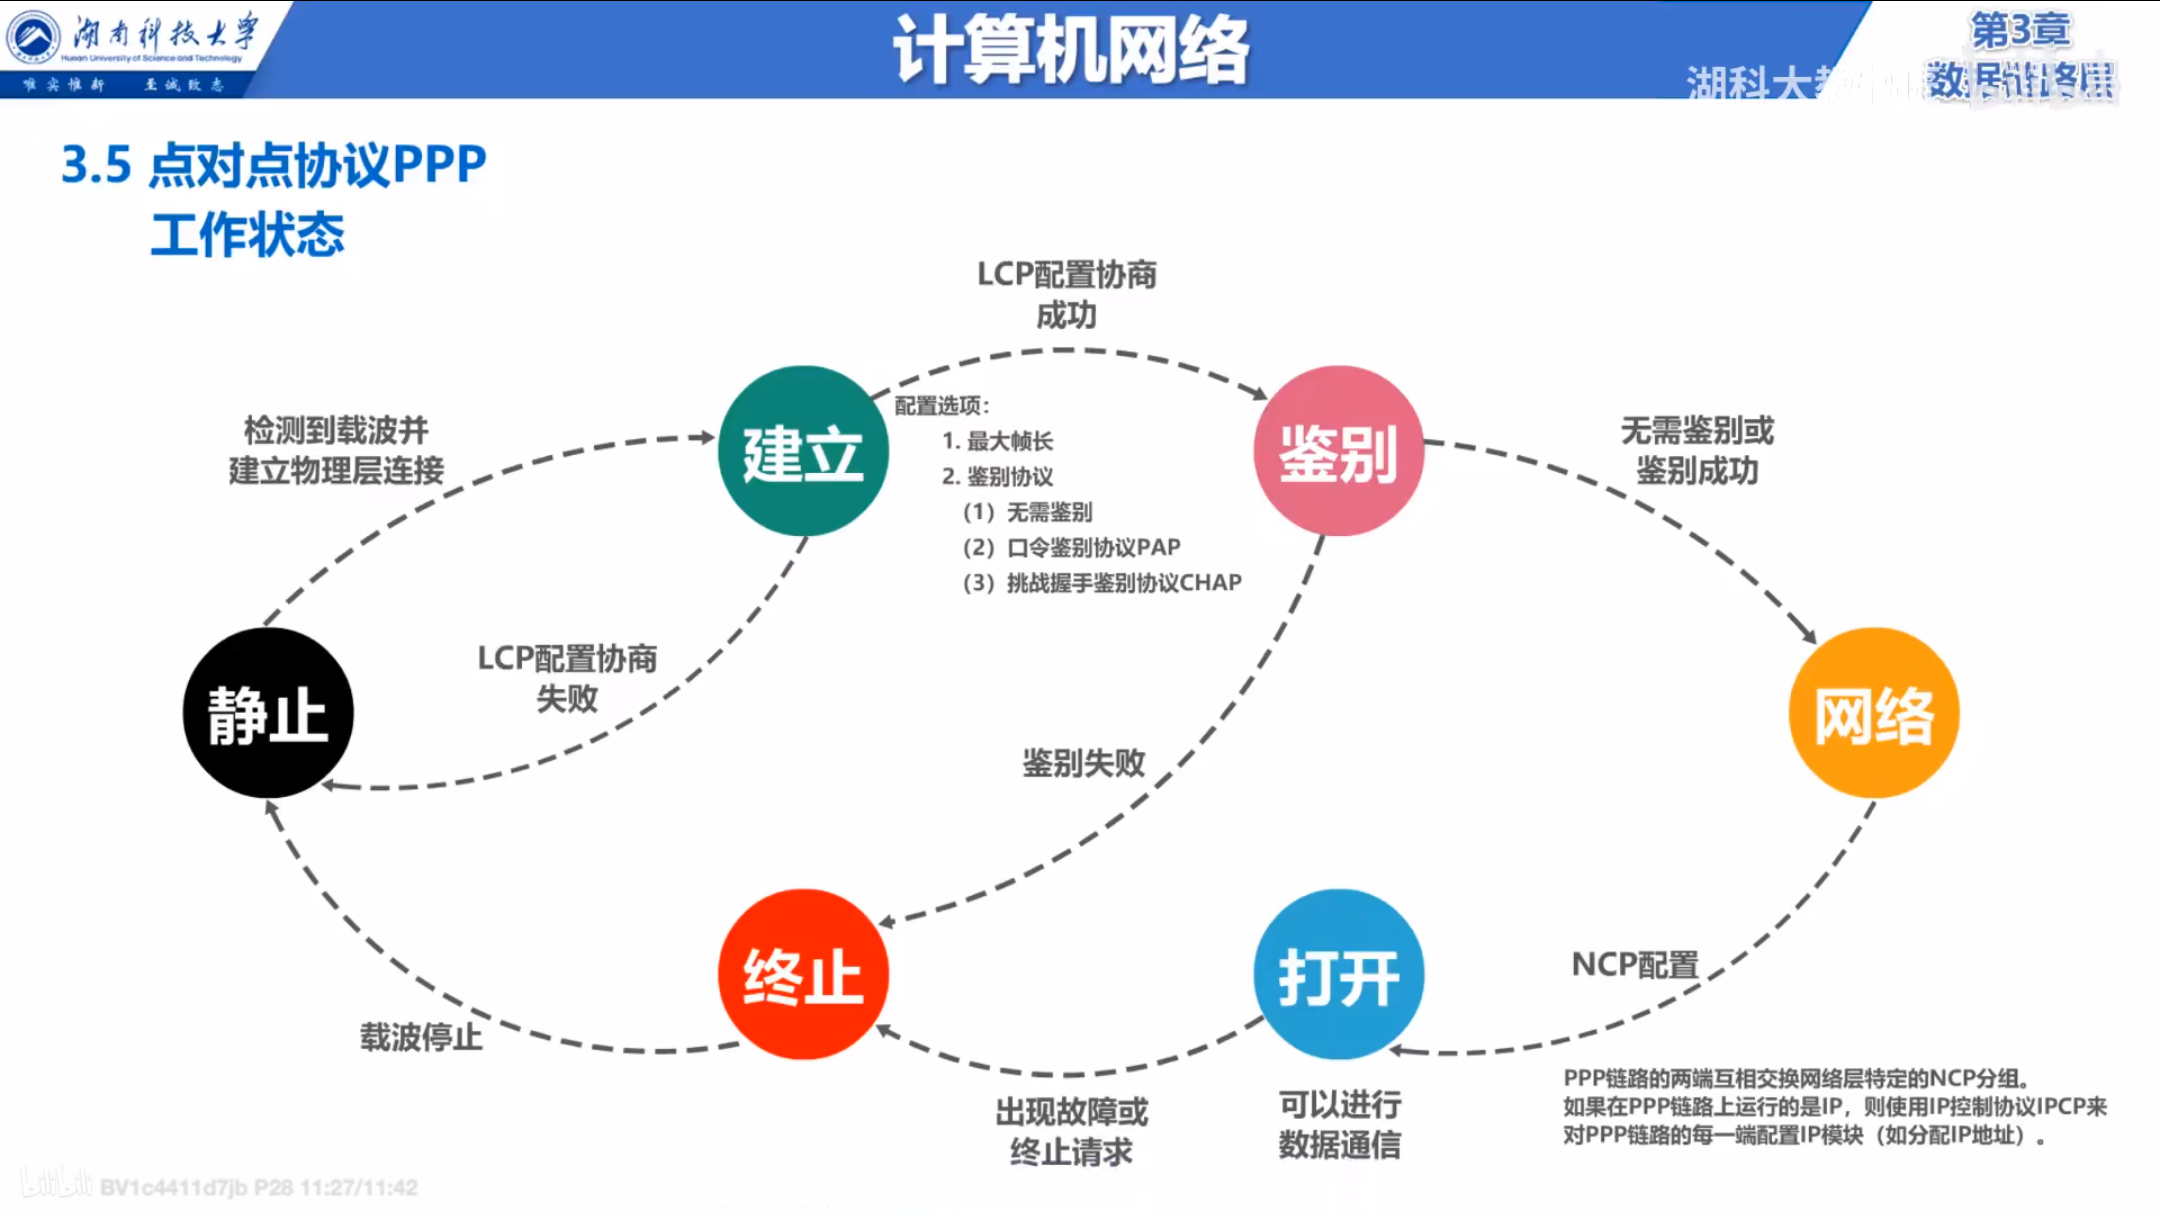 湖南科技大学
Hunan University of Science and Technology
唯实惟新 至诚致志
计算机网络
第3章
数据链路层
湖科大教
3.5 点对点协议PPP
工作状态
LCP配置协商
成功
检测到载波并
建立物理层连接
建立
配置选项：
1. 最大帧长
2. 鉴别协议
（1）无需鉴别
（2）口令鉴别协议PAP
（3）挑战握手鉴别协议CHAP
鉴别
无需鉴别或
鉴别成功
静止
LCP配置协商
失败
鉴别失败
网络
终止
打开
NCP配置
载波停止
出现故障或
终止请求
可以进行
数据通信
PPP链路的两端互相交换网络层特定的NCP分组。
如果在PPP链路上运行的是IP，则使用IP控制协议IPCP来
对PPP链路的每一端配置IP模块（如分配IP地址）。
bilibili BV1c4411d7jb P28 11:27/11:42